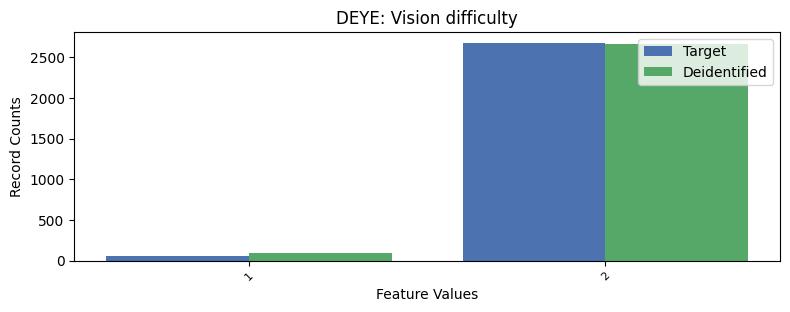 DEYE: Vision difficulty
Record Counts
2500
2000
1500
1000
500
0
Target
Deidentified
1
2
Feature Values